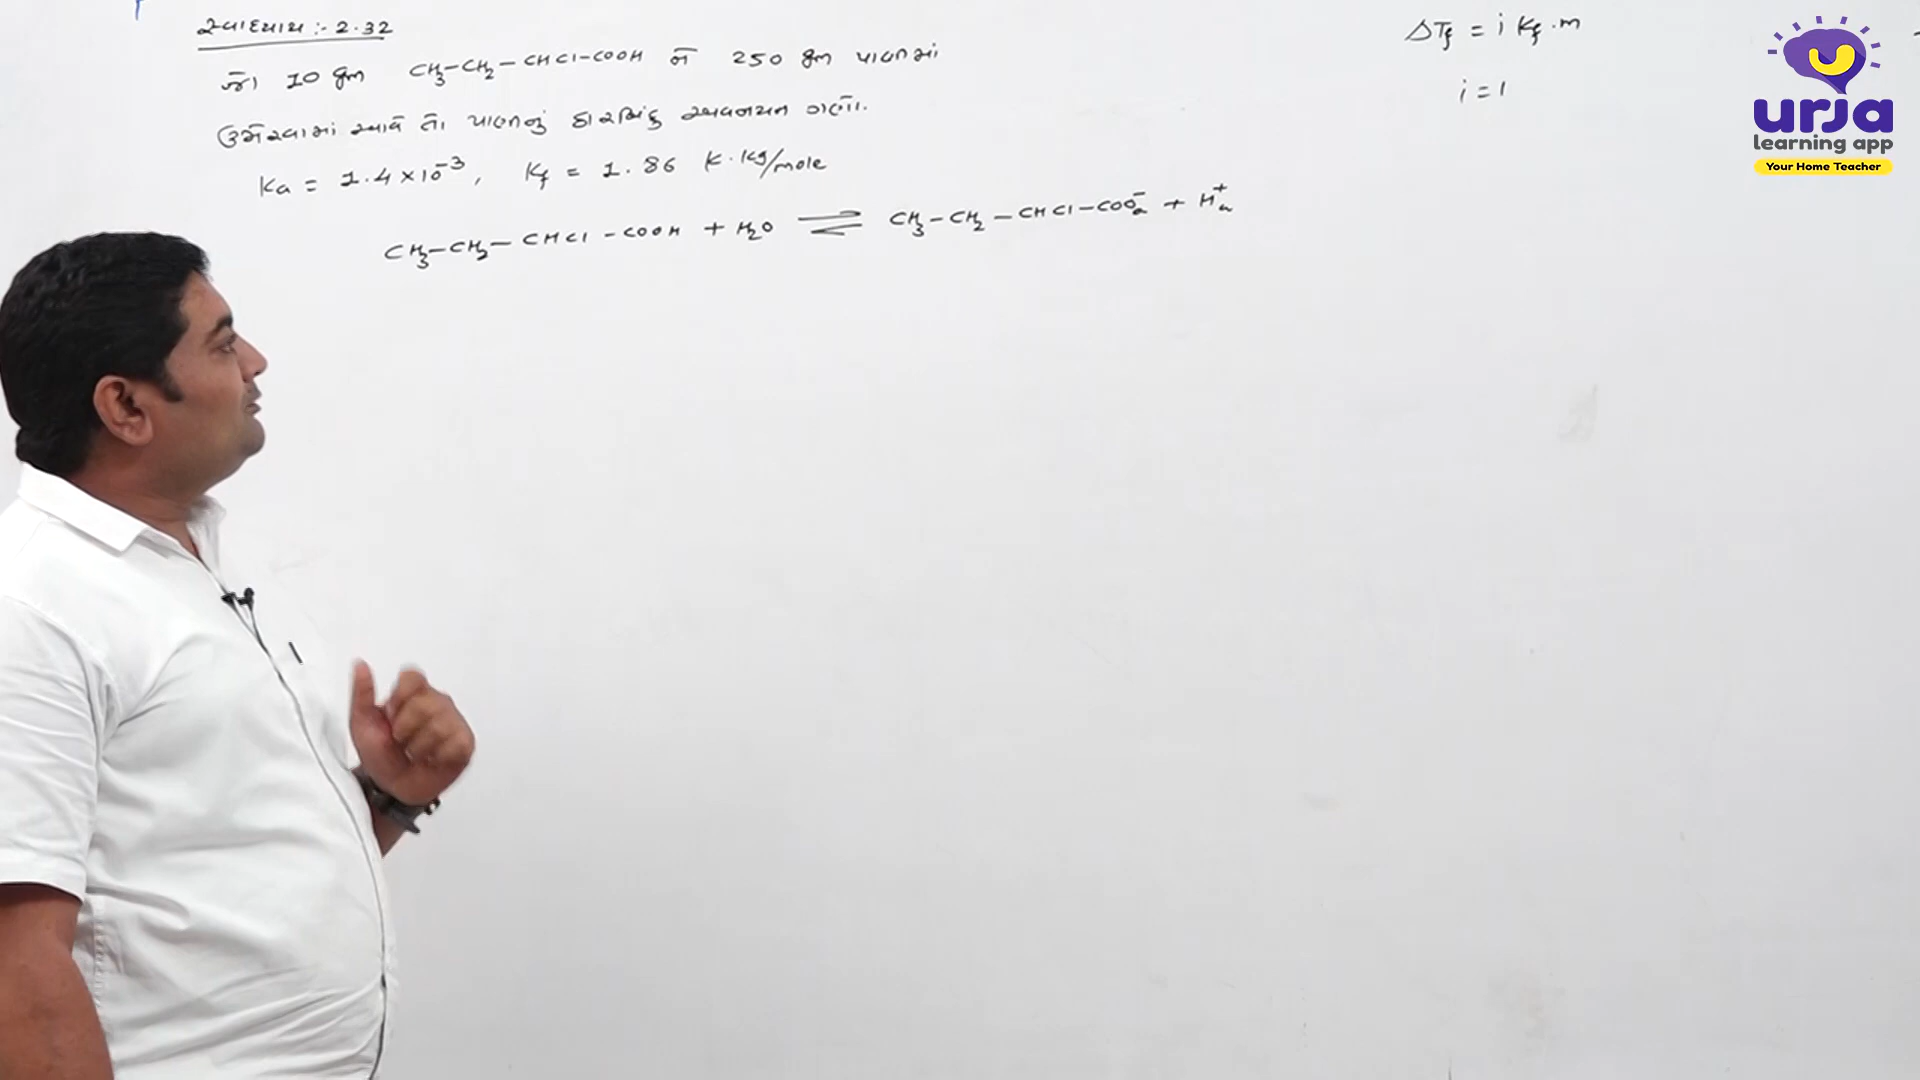 સ્વાધ્યાય :- 2.32
જો 10 gm CH₃-CH₂-CHCl-COOH ને 250 gm પાણીમાં
ઉમેરવામાં આવે તો પાણીનું ઠારબિંદુ અવનયન ગણો.
Ka = 1.4×10⁻³, Kf = 1.86 K.kg/mole
CH₃-CH₂-CHCl-COOH + H₂O ⇌ CH₃-CH₂-CHCl-COO⁻ + H⁺
ΔTf = i Kf.m
i = 1
urja
learning app
Your Home Teacher